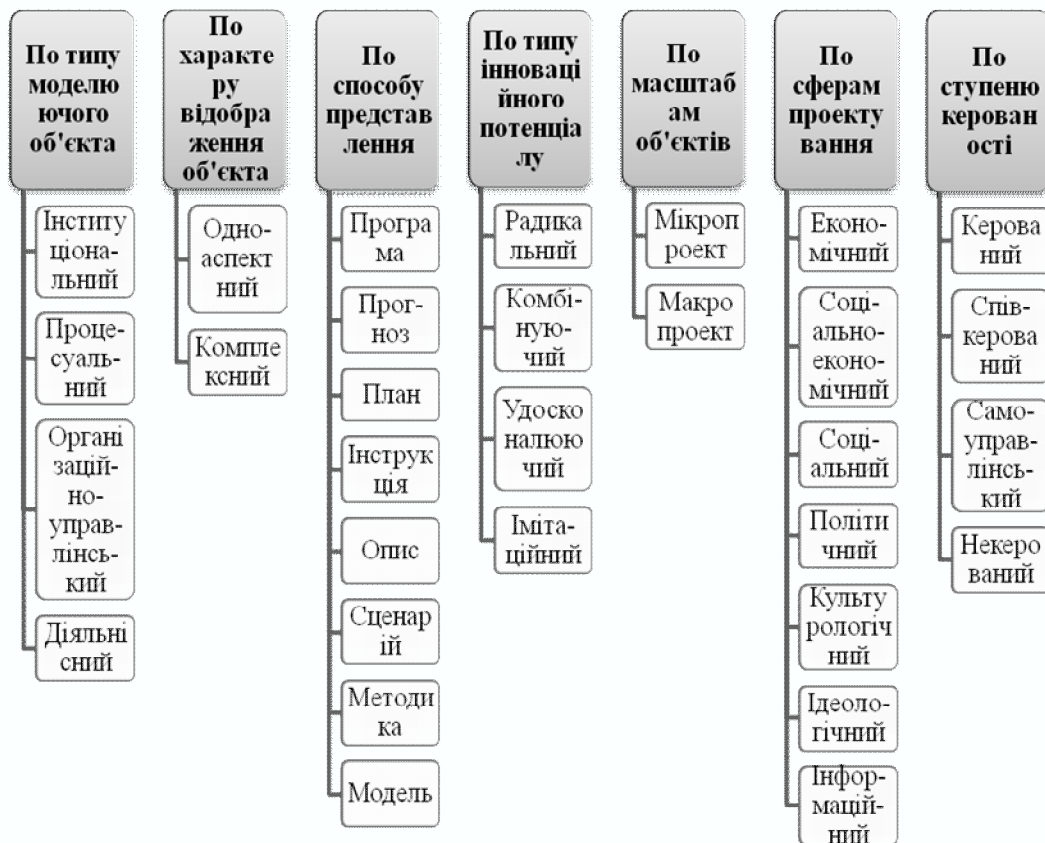 По типу
моделю
ючого
об'єкта
Інститу
ціона-
льний
Проце-
суаль-
ний
Органі
зацій-
но-
управ-
лінсь-
кий
Діяльні
сний
По
характе
ру
відобра
ження
об'єкта
Одно-
аспект
ний
Компле
ксний
По
способу
представ
лення
Програ
ма
Прог-
ноз
План
Інструк
ція
Опис
Сценар
ій
Методи
ка
Модель
По типу
інноваці
йного
потенціа
лу
Радика
льний
Комбі-
ную-
чий
Удоско
налюю
чий
Іміта-
ційний
По
масштаб
ам
об'єктів
Мікроп
роект
Макро
проект
По
сферам
проекту
вання
Еконо-
мічний
Соці-
ально-
еконо-
мічний
Соці-
альний
Політи
чний
Культу
рологіч
ний
Ідеоло-
гічний
Інфор-
мацій-
ний
По
ступеню
керован
ості
Керова
ний
Спів-
керова
ний
Само-
управ-
лінсь-
кий
Некеро
ваний